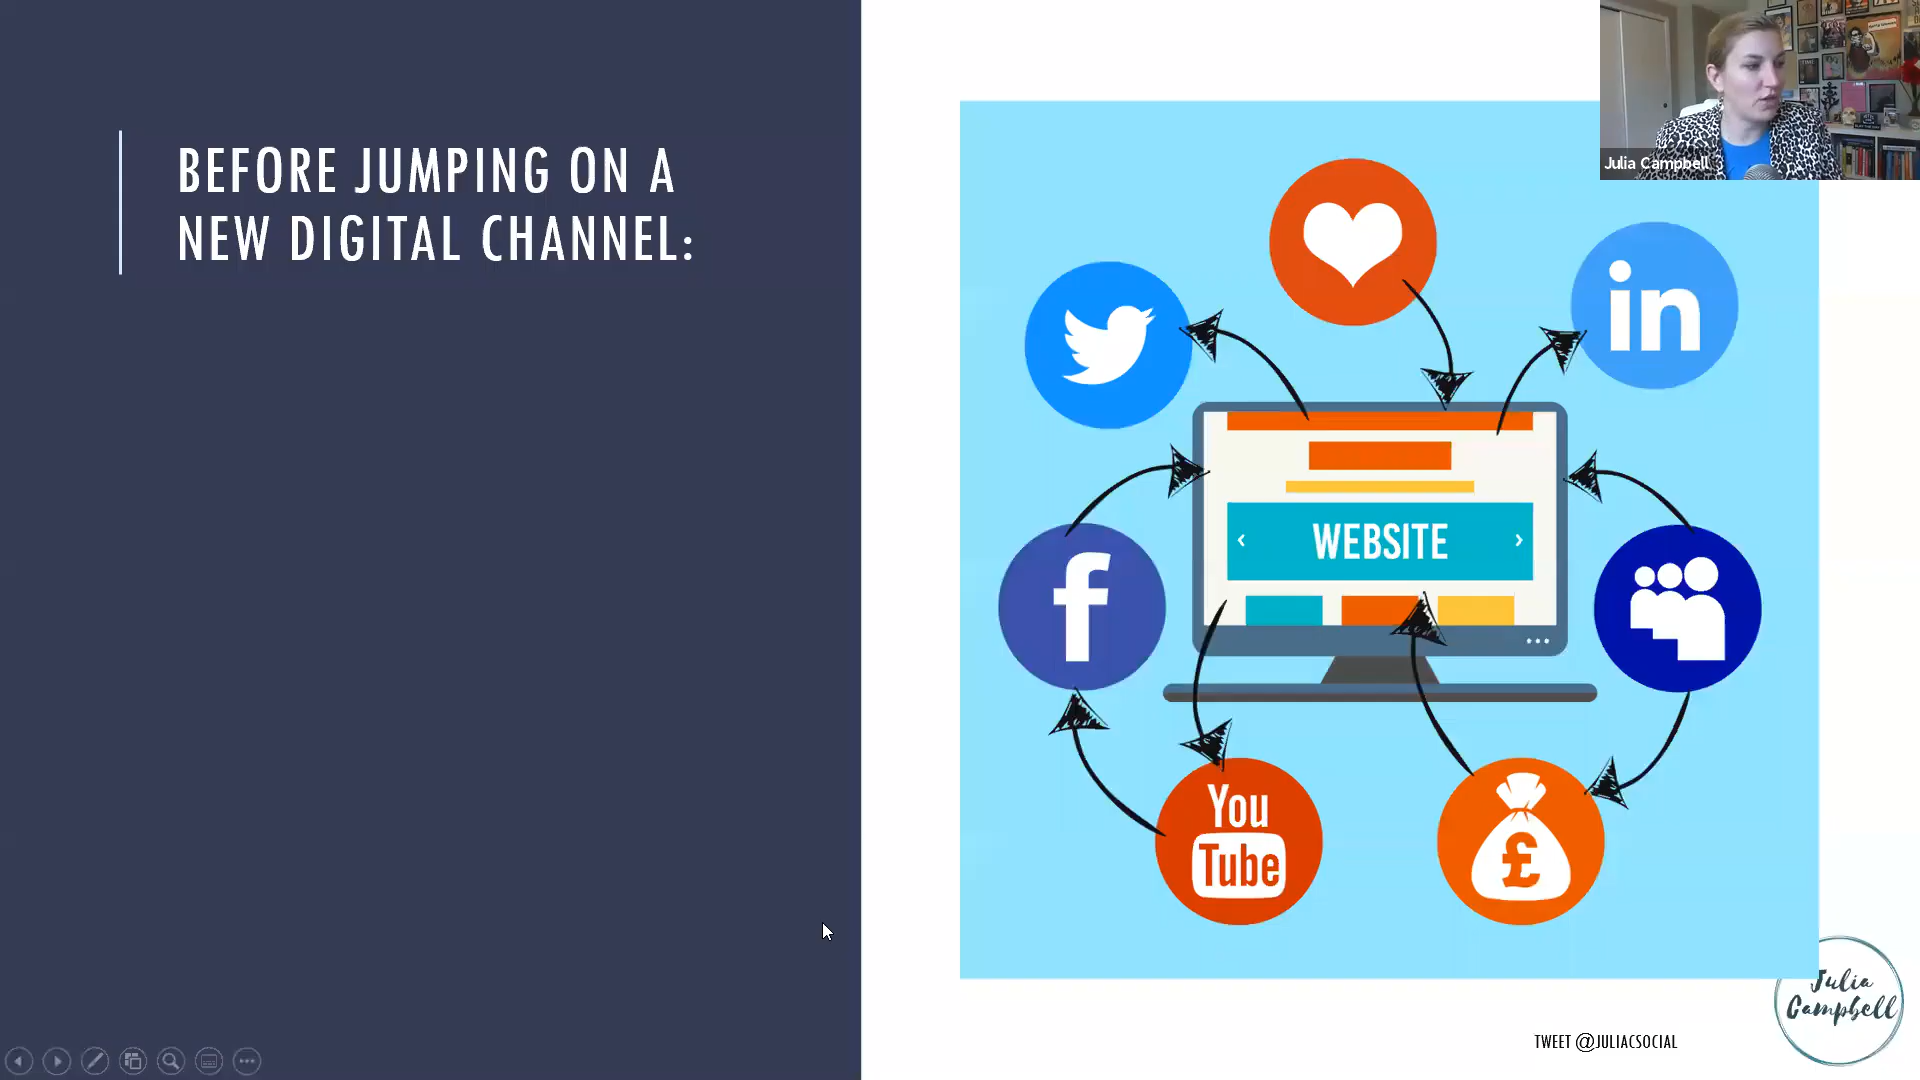 BEFORE JUMPING ON A
NEW DIGITAL CHANNEL:
Julia Campbell
in
WEBSITE
f
You
Tube
£
Julia
Campbell
TWEET @JULIACSOCIAL